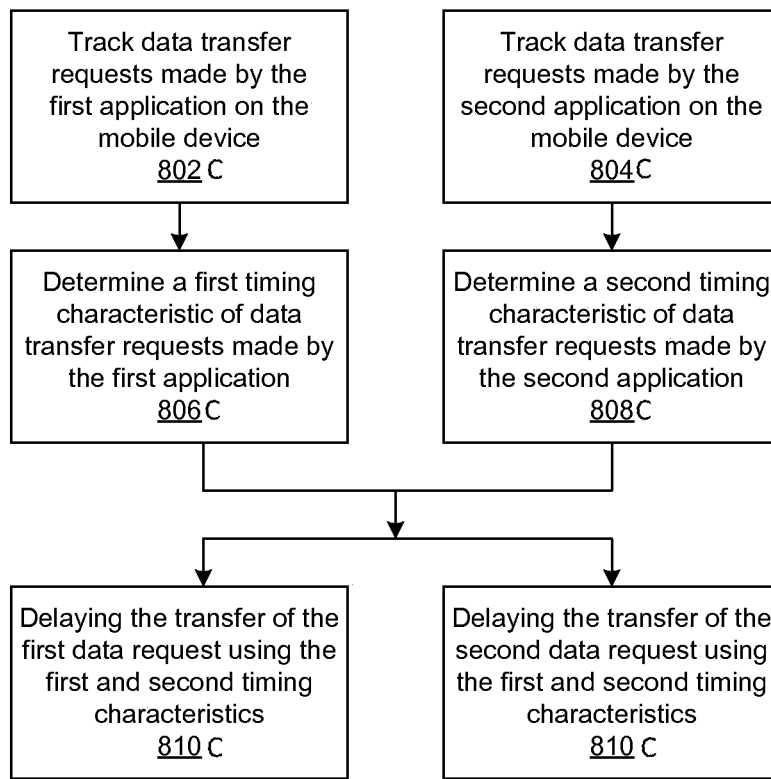 Track data transfer
requests made by the
first application on the
mobile device
802 C
Track data transfer
requests made by the
second application on the
mobile device
804 C
Determine a first timing
characteristic of data
transfer requests made by
the first application
806 C
Determine a second timing
characteristic of data
transfer requests made by
the second application
808 C
Delaying the transfer of the
first data request using the
first and second timing
characteristics
810 C
Delaying the transfer of the
second data request using
the first and second timing
characteristics
810 C